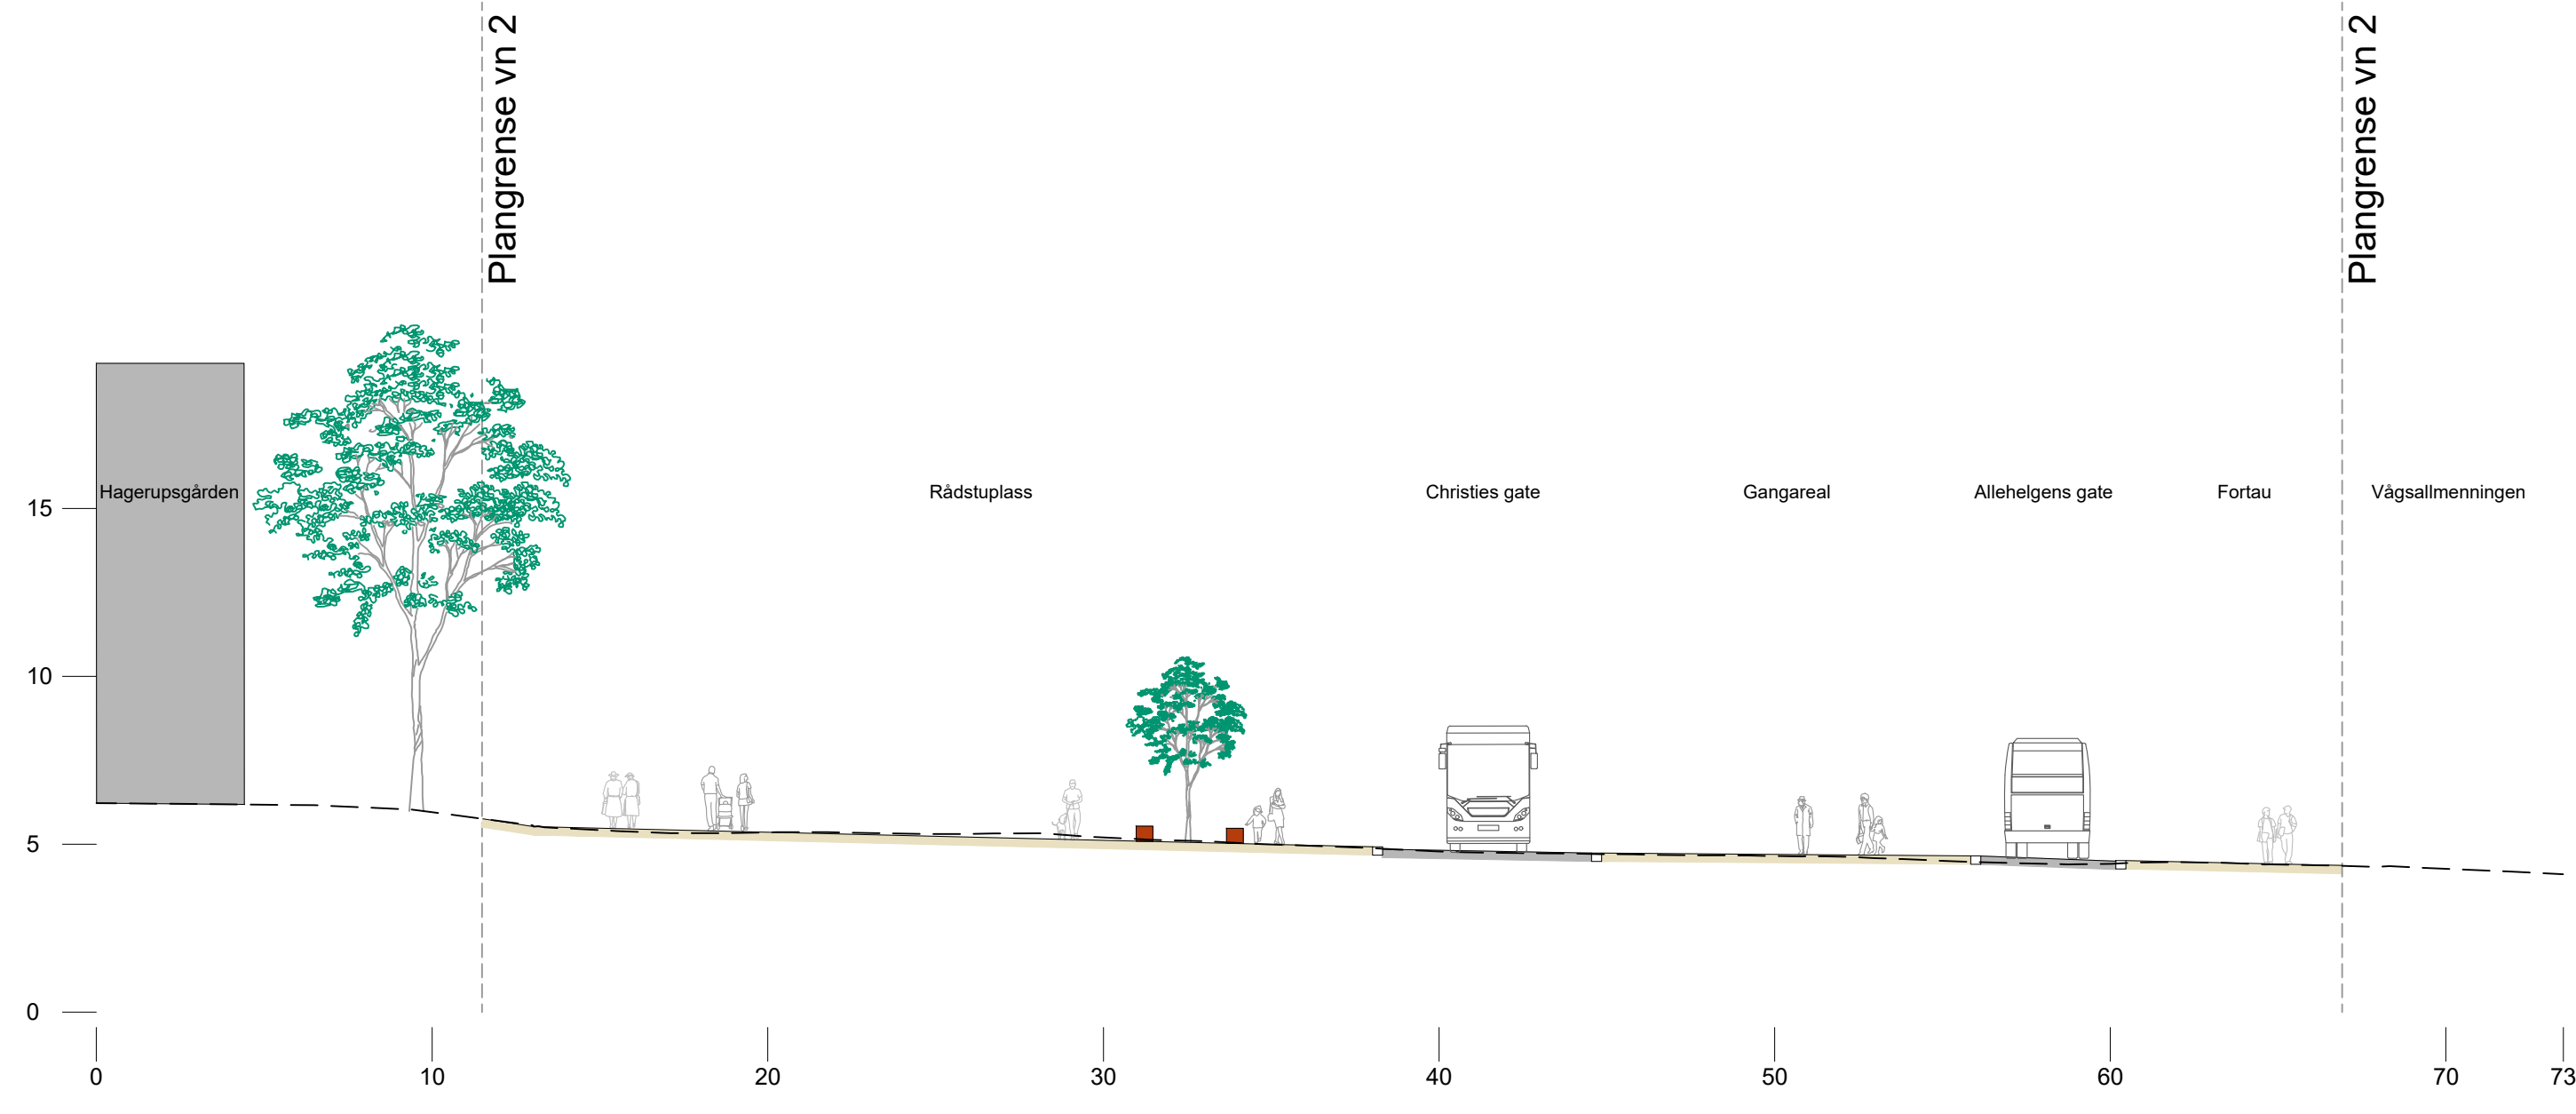 Plangrense vn 2
Plangrense vn 2
Hagerupsgården
Rådstuplass
Christies gate
Gangareal
Allehelgens gate
Fortau
Vågsallmenningen
15
10
5
0
0
10
20
30
40
50
60
70
73